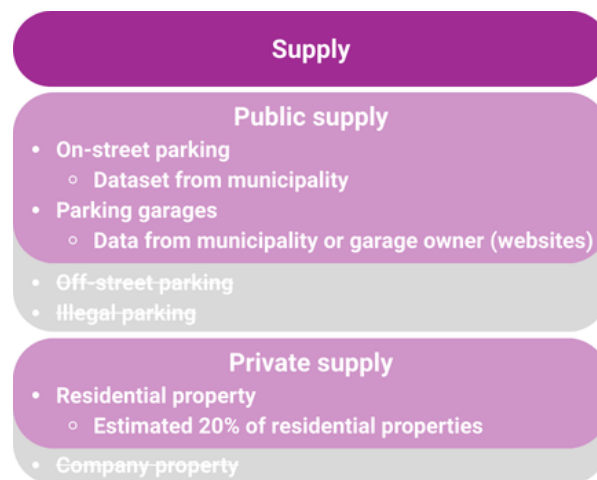 Supply
Public supply
• On-street parking
○ Dataset from municipality
• Parking garages
○ Data from municipality or garage owner (websites)
• Off-street parking
• Illegal parking
Private supply
• Residential property
○ Estimated 20% of residential properties
• Company property